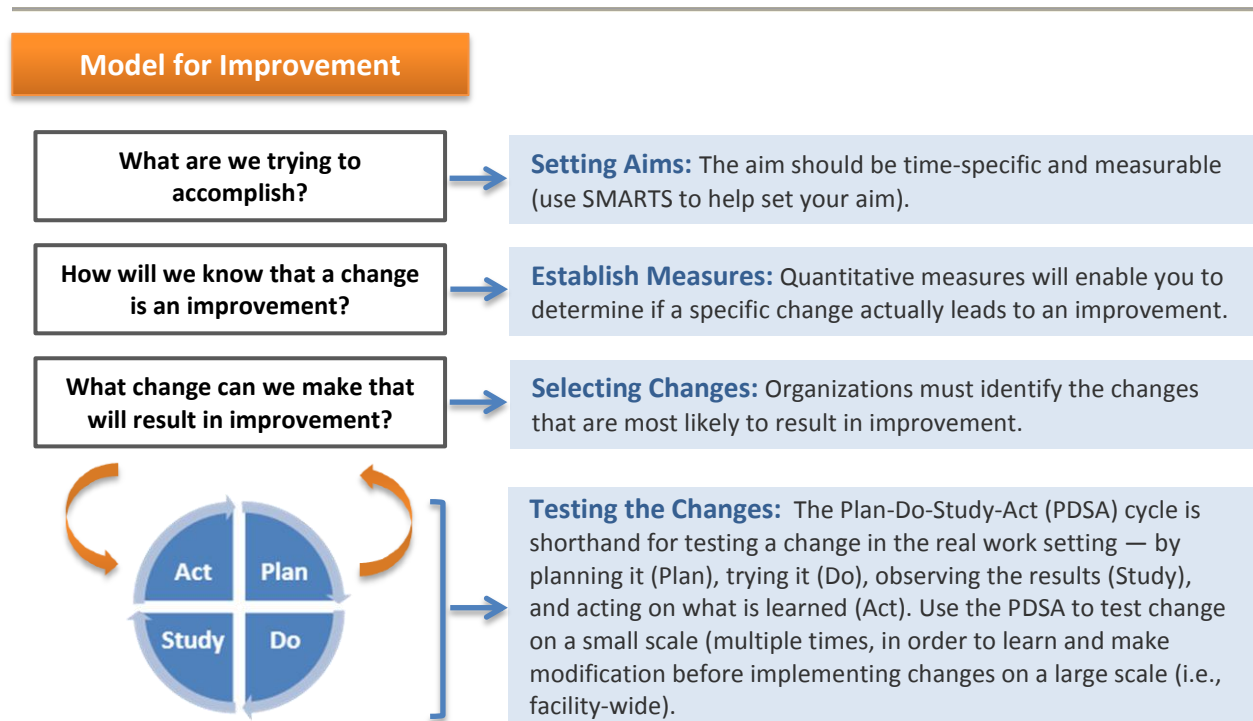 Model for Improvement
What are we trying to
accomplish?
Setting Aims: The aim should be time-specific and measurable
(use SMARTS to help set your aim).
How will we know that a change
is an improvement?
Establish Measures: Quantitative measures will enable you to
determine if a specific change actually leads to an improvement.
What change can we make that
will result in improvement?
Selecting Changes: Organizations must identify the changes
that are most likely to result in improvement.
Act
Plan
Study
Do
Testing the Changes: The Plan-Do-Study-Act (PDSA) cycle is
shorthand for testing a change in the real work setting — by
planning it (Plan), trying it (Do), observing the results (Study),
and acting on what is learned (Act). Use the PDSA to test change
on a small scale (multiple times, in order to learn and make
modification before implementing changes on a large scale (i.e.,
facility-wide).